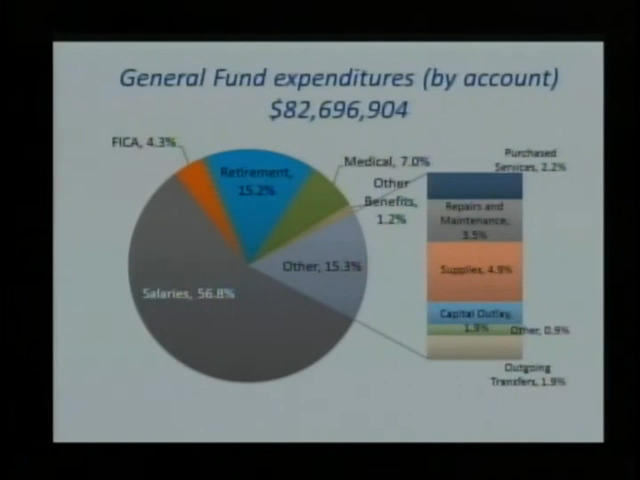 General Fund expenditures (by account)
$82,696,904
FICA, 4.3%
Retirement,
15.2%
Medical, 7.0%
Other
Benefits,
1.2%
Other, 15.3%
Salaries, 56.8%
Purchased
Services, 2.2%
Repairs and
Maintenance,
3.5%
Supplies, 4.9%
Capital Outlay,
1.9%
Other, 0.9%
Outgoing
Transfers, 1.9%